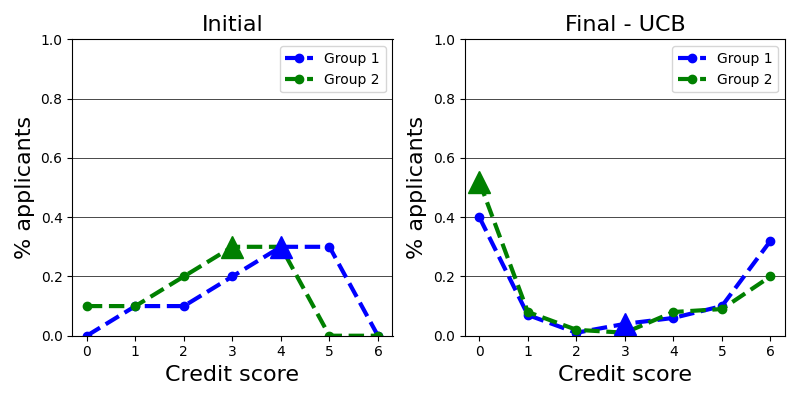 Initial
1.0
0.8
0.6
0.4
0.2
0.0
% applicants
Group 1
Group 2
0 1 2 3 4 5 6
Credit score
Final - UCB
1.0
0.8
0.6
0.4
0.2
0.0
% applicants
Group 1
Group 2
0 1 2 3 4 5 6
Credit score